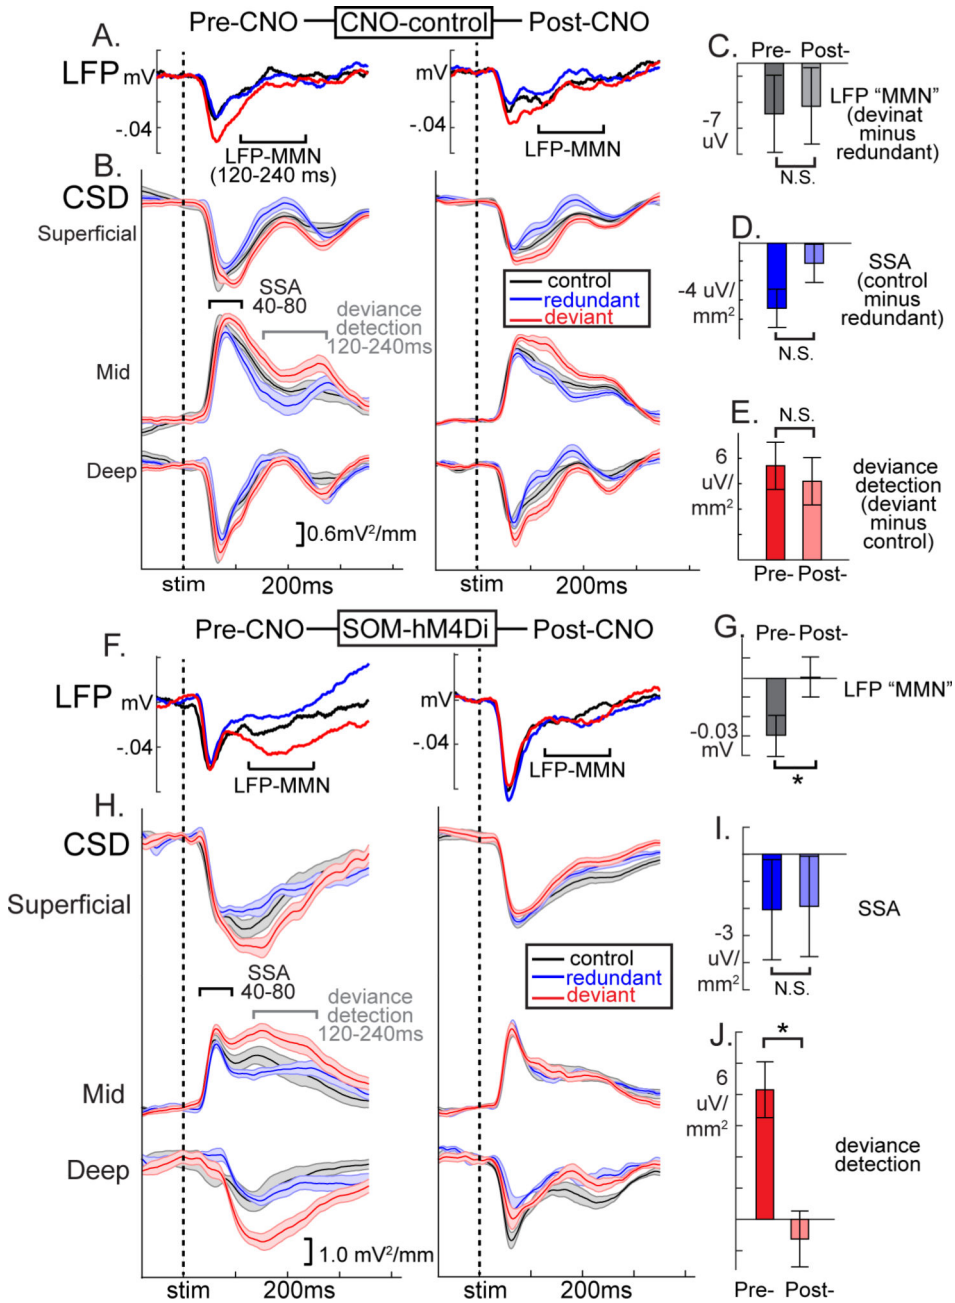 Pre-CNO CNO-control Post-CNO
A.
LFP mV
-.04
LFP-MMN
(120-240 ms)
mV
-.04
LFP-MMN
C.
Pre- Post-
-7
uV
LFP “MMN”
(devinat
minus
redundant)
N.S.
B.
CSD
Superficial
SSA
40-80
deviance
detection
120-240ms
Mid
Deep
0.6mV2/mm
stim 200ms
control
redundant
deviant
stim 200ms
D.
-4 uV/
mm2
SSA
(control
minus
redundant)
N.S.
E.
N.S.
6
uV/
mm2
deviance
detection
(deviant
minus
control)
Pre- Post-
Pre-CNO SOM-hM4Di Post-CNO
F.
LFP mV
-.04
LFP-MMN
mV
-.04
LFP-MMN
G.
Pre- Post-
LFP “MMN”
-0.03
mV
*
H.
CSD
Superficial
SSA
40-80
deviance
detection
120-240ms
Mid
Deep
1.0 mV2/mm
stim 200ms
control
redundant
deviant
stim 200ms
I.
-3
uV/
mm2
SSA
N.S.
J.
*
6
uV/
mm2
deviance
detection
Pre- Post-